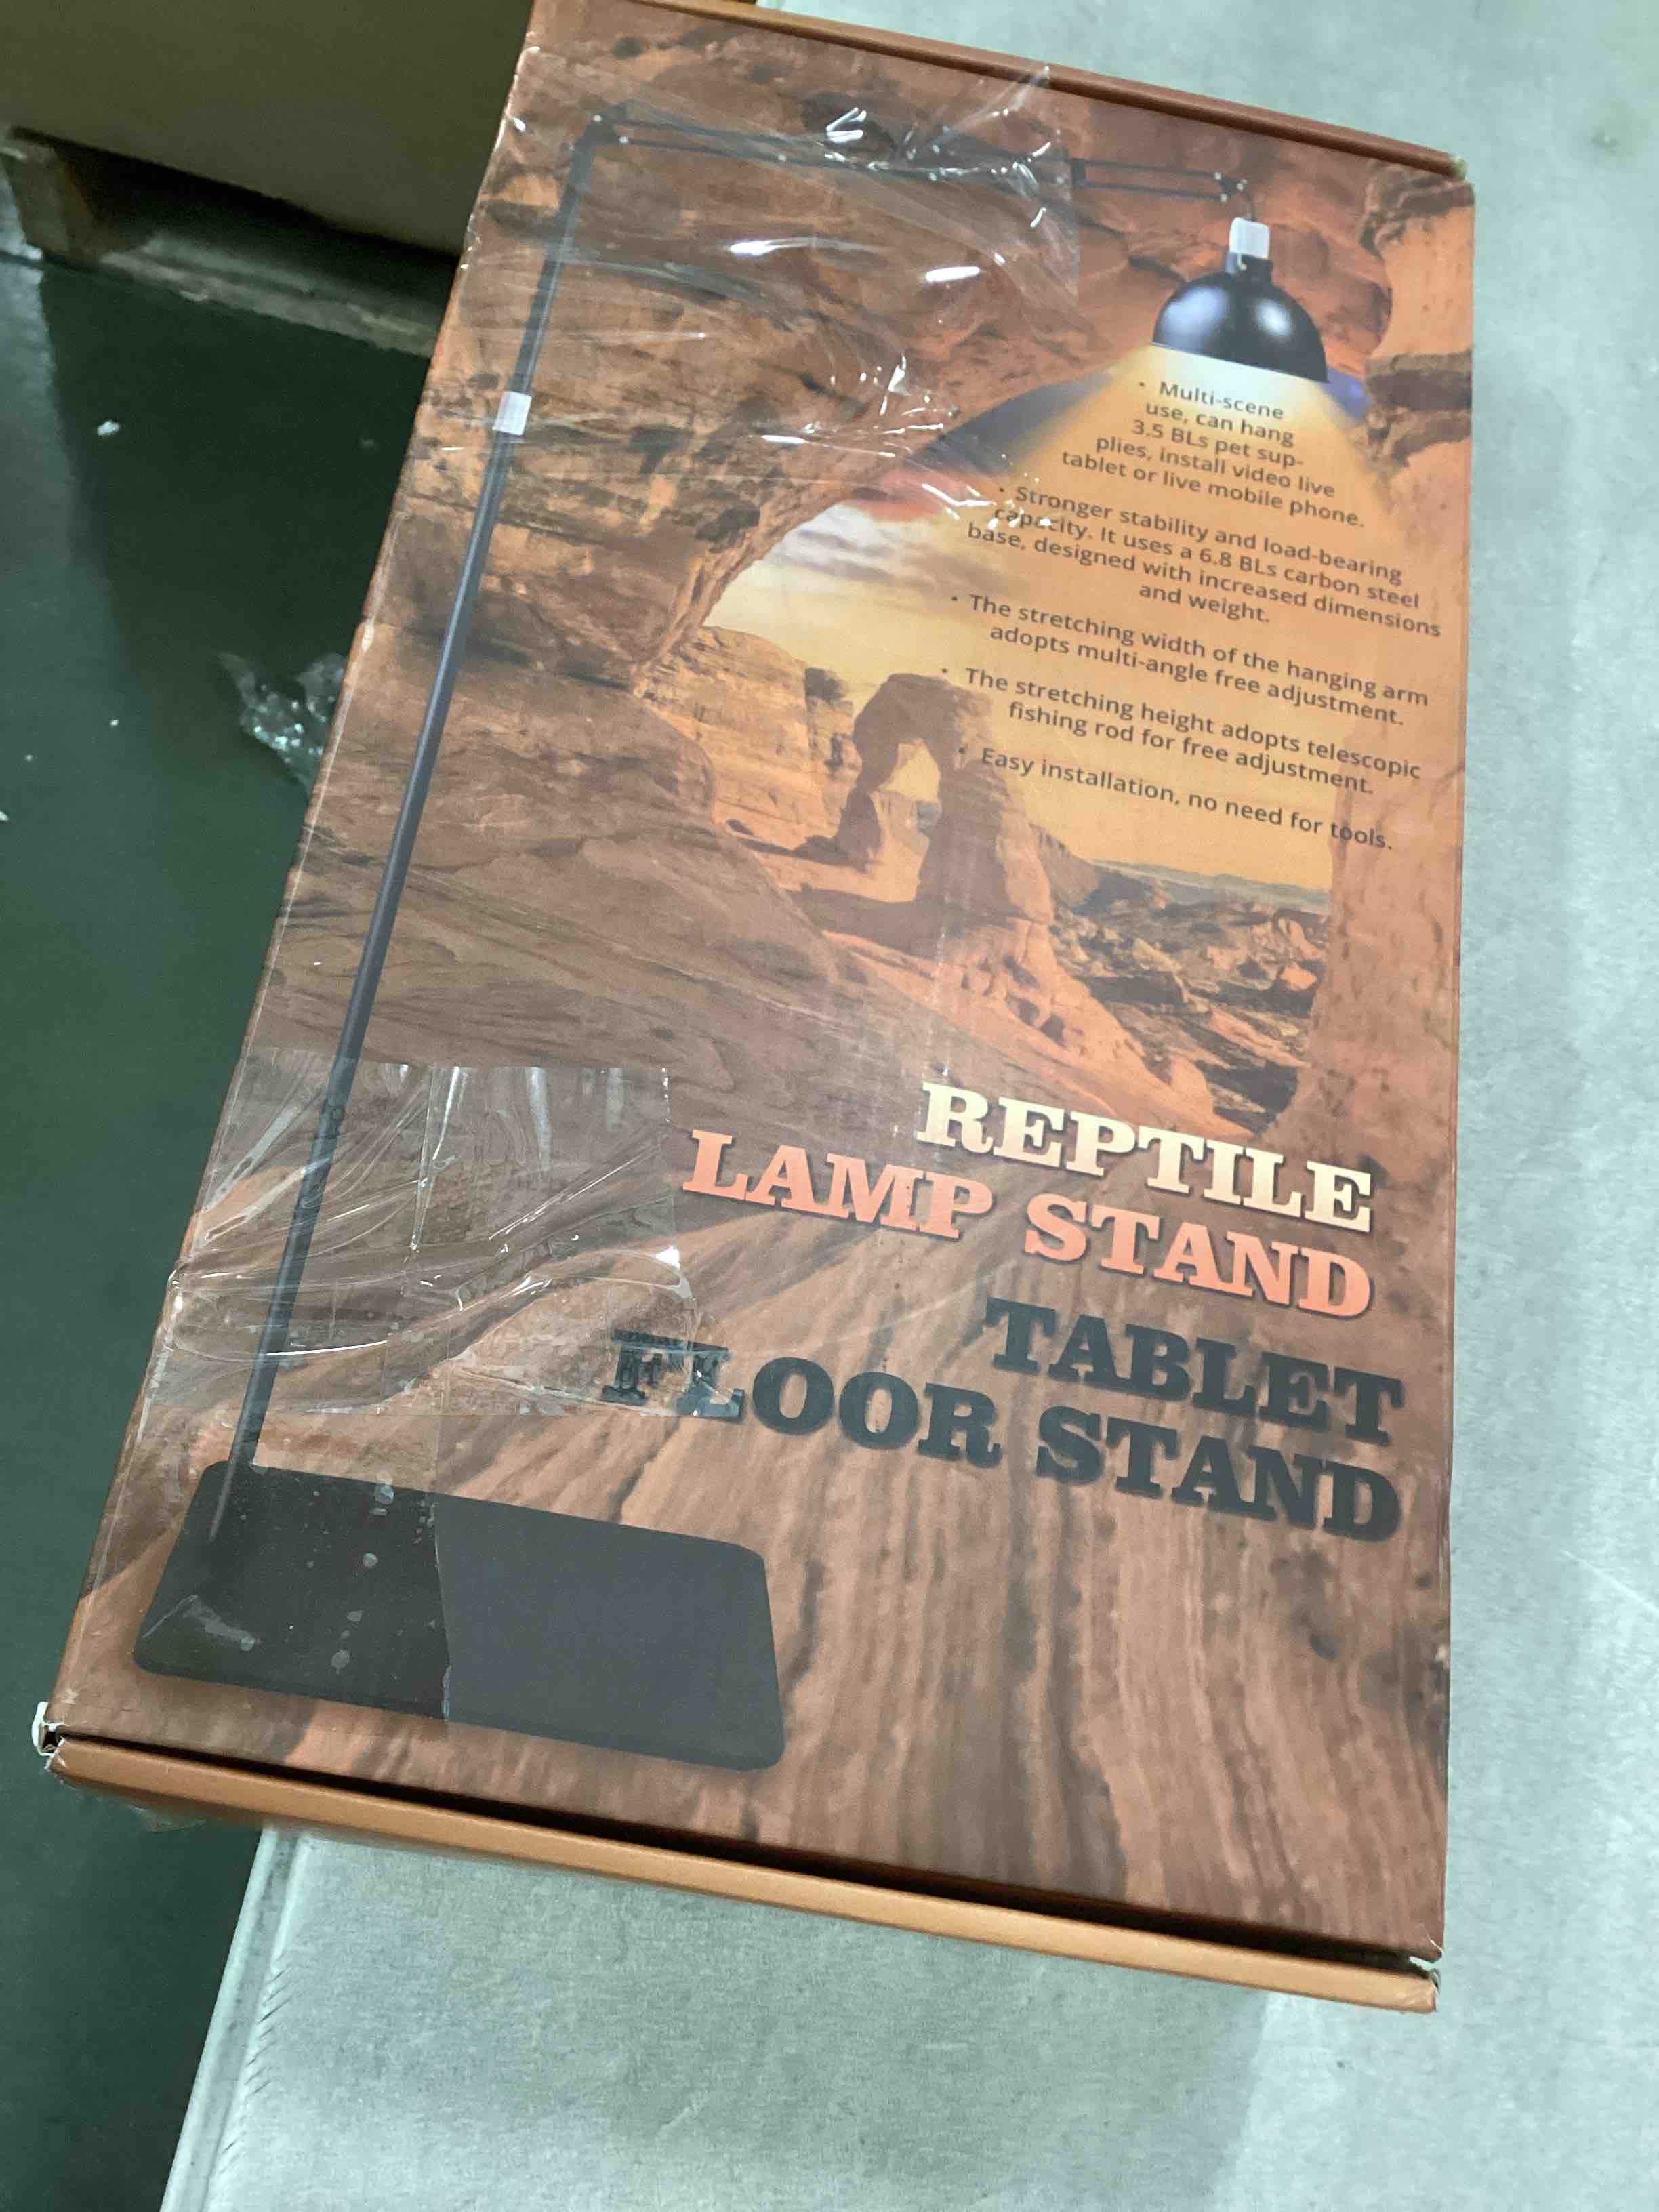 • Multi-scene
use, can hang
3.5 BLs pet sup-
plies, install video live
tablet or live mobile phone.
• Stronger stability and load-bearing
capacity. It uses a 6.8 BLs carbon steel
base, designed with increased dimensions
and weight.
• The stretching width of the hanging arm
adopts multi-angle free adjustment.
• The stretching height adopts telescopic
fishing rod for free adjustment.
• Easy installation, no need for tools.
REPTILE
LAMP STAND
TABLET
FLOOR STAND